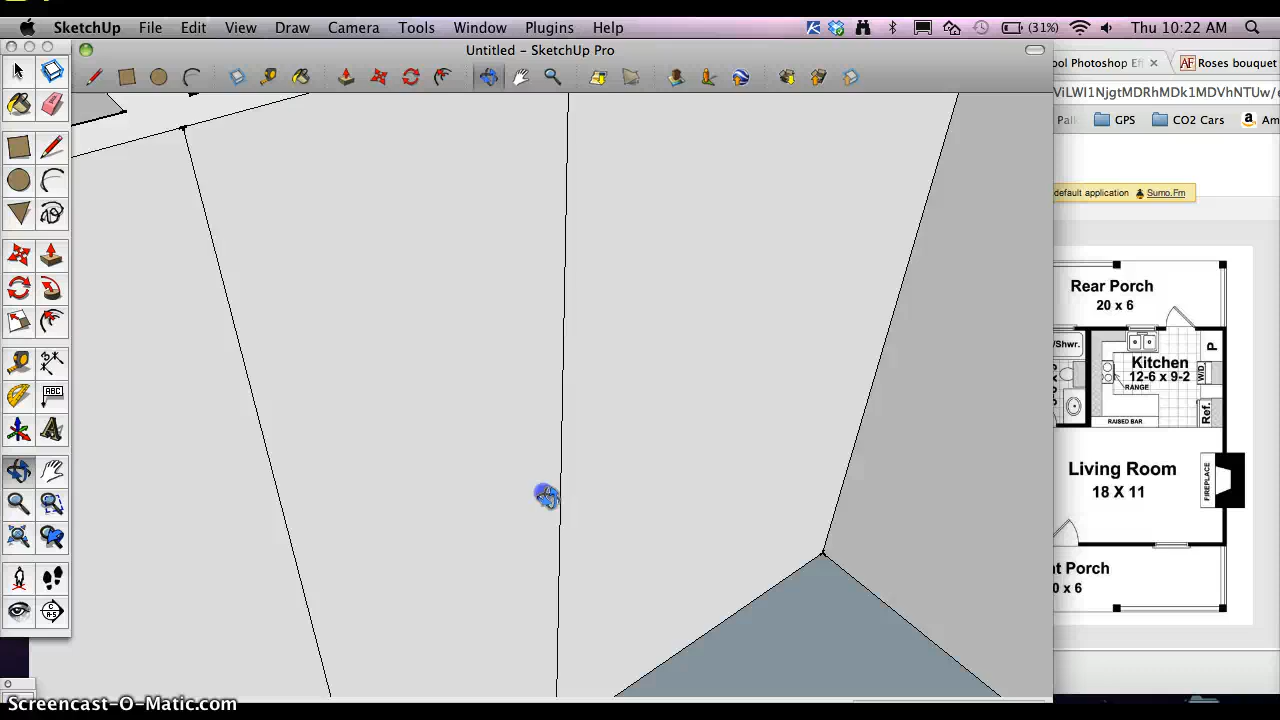 SketchUp File Edit View Draw Camera Tools Window Plugins Help (31%) Thu 10:22 AM
Untitled – SketchUp Pro
ool Photoshop Ef Roses bouquet
ViLWI1NjgtMDRhMDk1MDVhNTUw/e
GPS CO2 Cars Am
default application Sumo.Fm
Rear Porch
20 x 6
/Shwr.
P
Kitchen
12-6 x 9-2
W/D
RANGE
Ref.
RAISED BAR
Living Room
18 X 11
FIREPLACE
nt Porch
0 x 6
ABC
A
Screencast-O-Matic.com